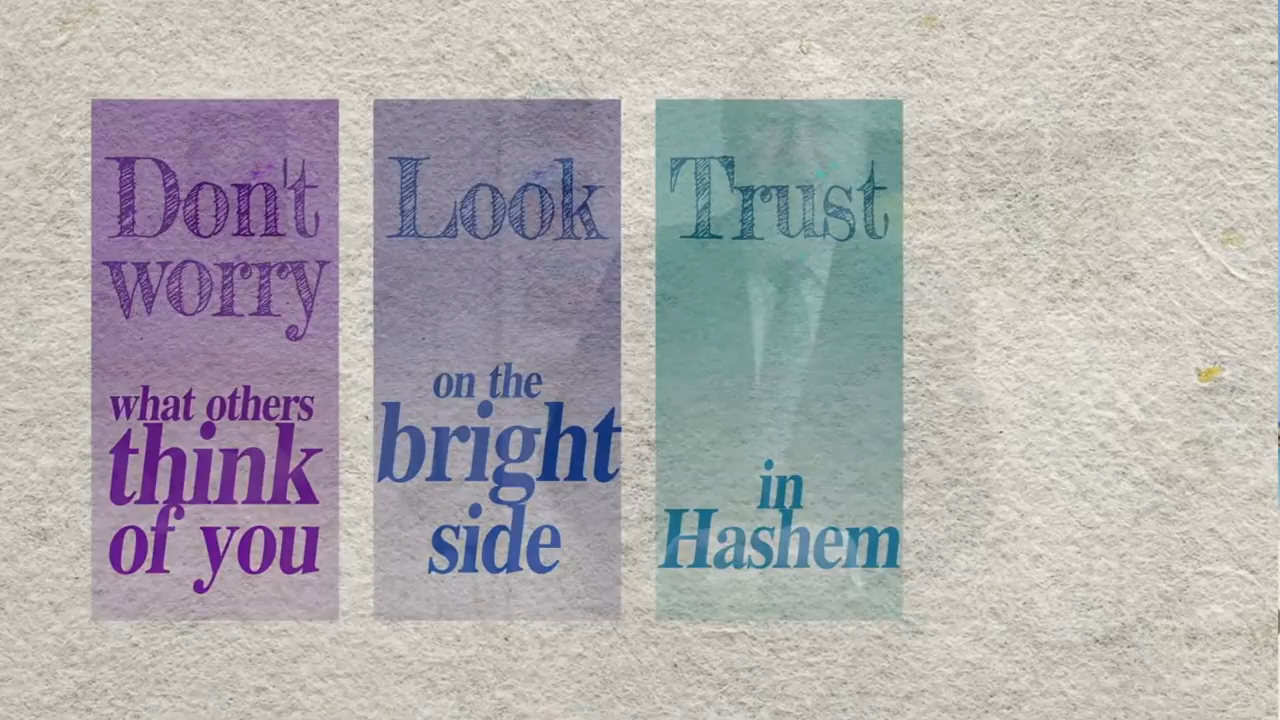 Don't
worry
what others
think
of you
Look
on the
bright
side
Trust
in
Hashem